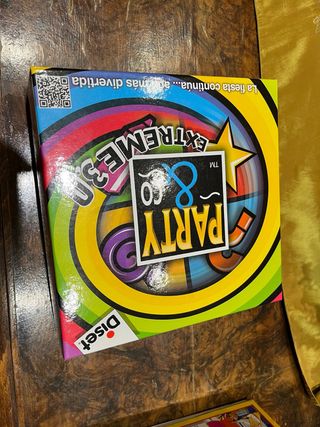 La fiesta continúa... aún más divertida
PARTY
& CO
™
EXTREME 3.0
Diset